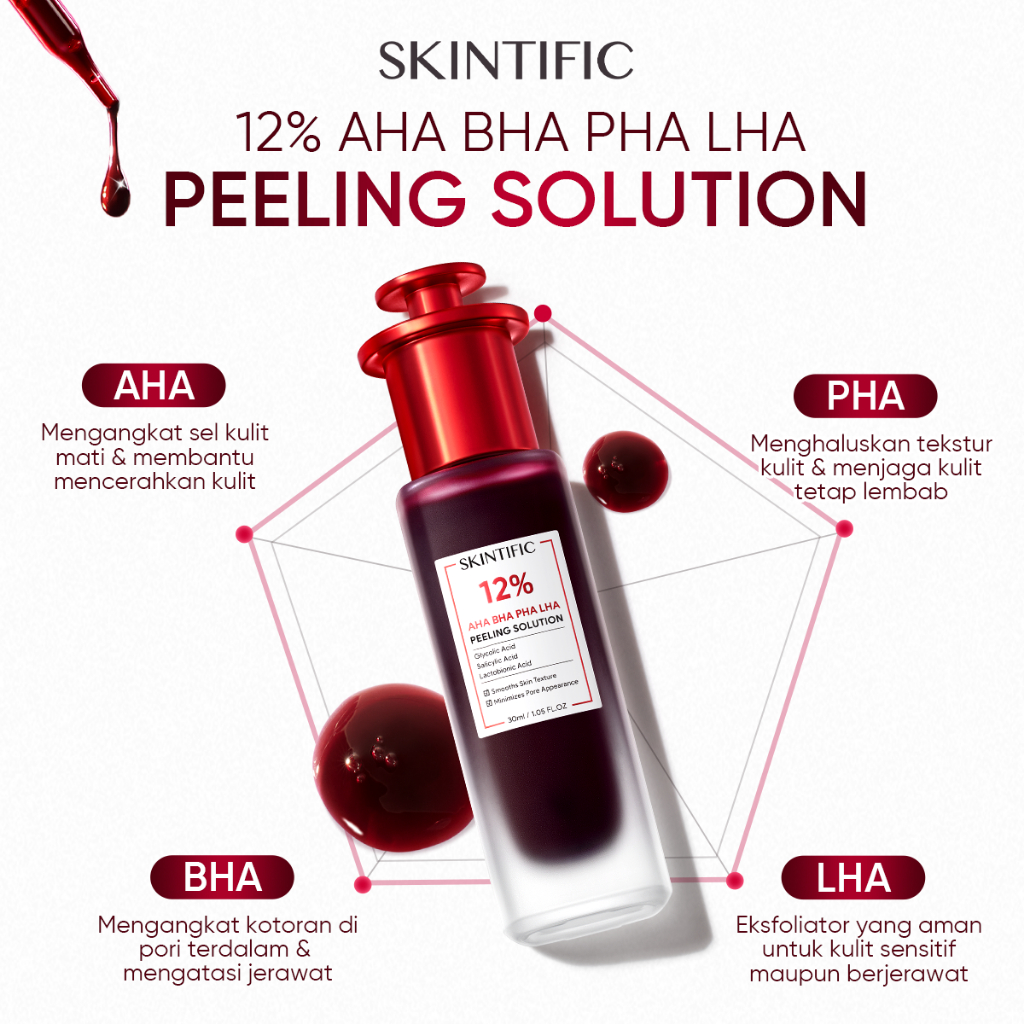 SKINTIFIC
12% AHA BHA PHA LHA
PEELING SOLUTION
AHA
Mengangkat sel kulit
mati & membantu
mencerahkan kulit
PHA
Menghaluskan tekstur
kulit & menjaga kulit
tetap lembab
SKINTIFIC
12%
AHA BHA PHA LHA
PEELING SOLUTION
Glycolic Acid
Salicylic Acid
Lactobionic Acid
☑ Smooths Skin Texture
☑ Minimizes Pore Appearance
30ml / 1.05 FL.OZ
BHA
Mengangkat kotoran di
pori terdalam &
mengatasi jerawat
LHA
Eksfoliator yang aman
untuk kulit sensitif
maupun berjerawat